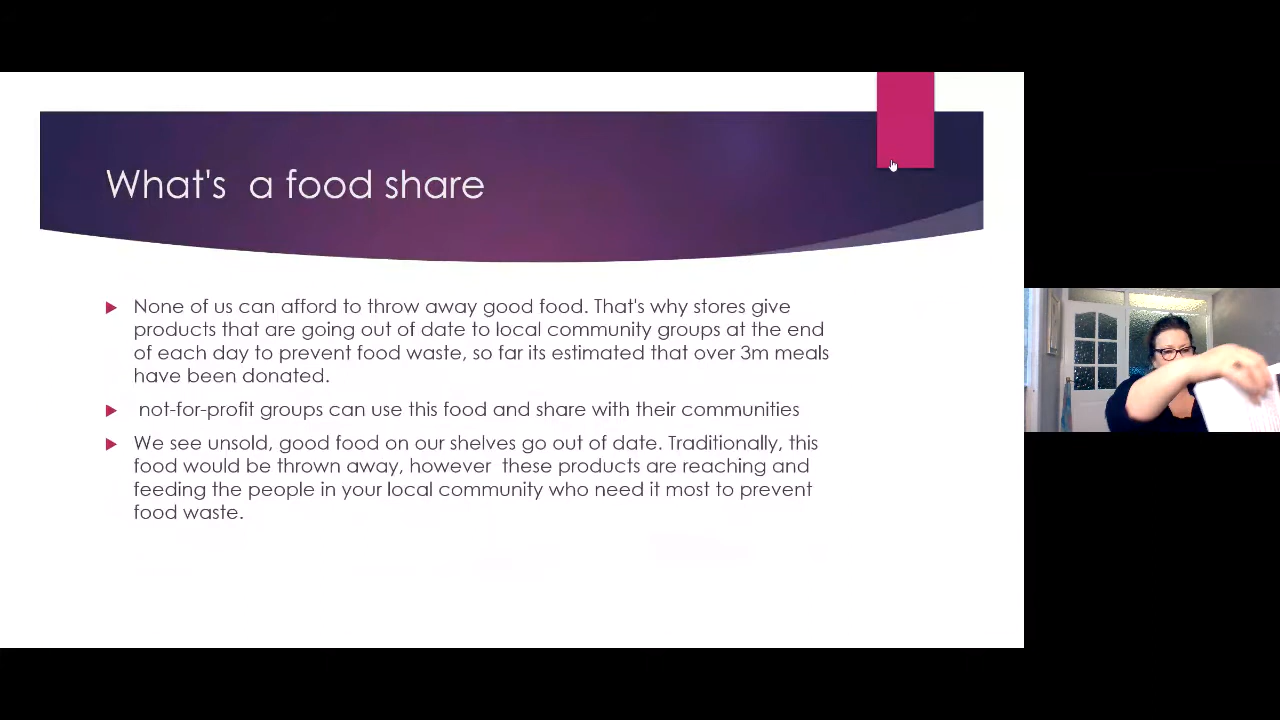 What's  a food share
None of us can afford to throw away good food. That's why stores give
products that are going out of date to local community groups at the end
of each day to prevent food waste, so far its estimated that over 3m meals
have been donated.
not-for-profit groups can use this food and share with their communities
We see unsold, good food on our shelves go out of date. Traditionally, this
food would be thrown away, however  these products are reaching and
feeding the people in your local community who need it most to prevent
food waste.